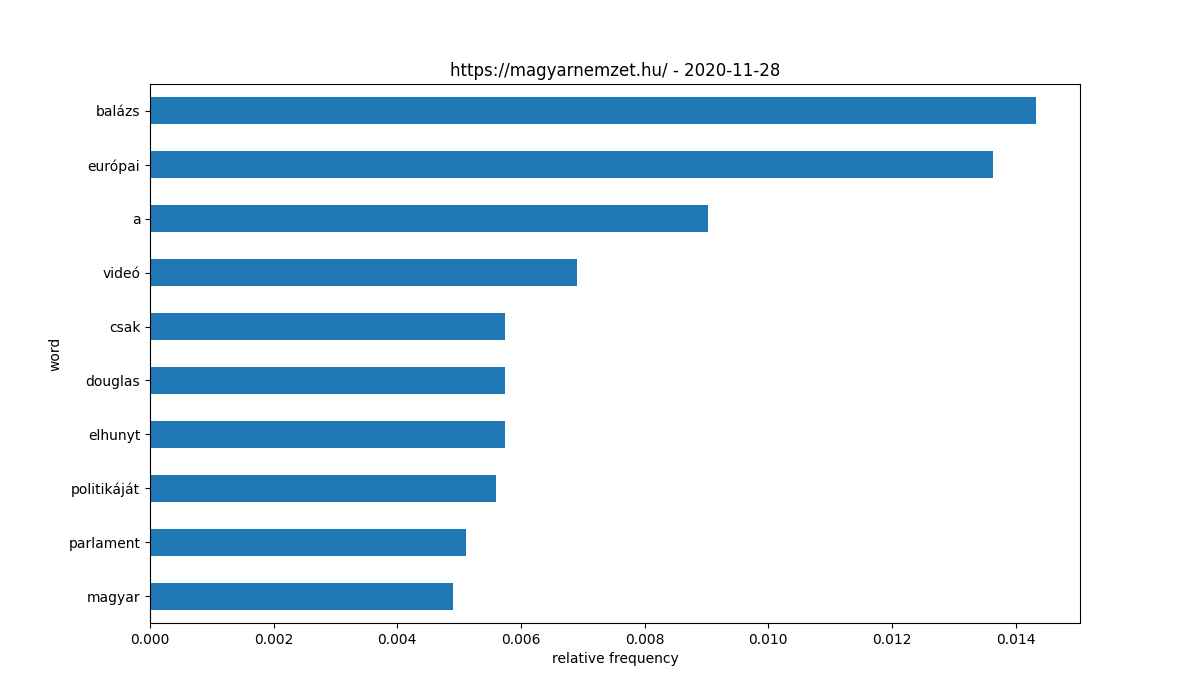 https://magyarnemzet.hu/ - 2020-11-28
balázs
európai
a
videó
csak
douglas
elhunyt
politikáját
parlament
magyar
word
0.000 0.002 0.004 0.006 0.008 0.010 0.012 0.014
relative frequency